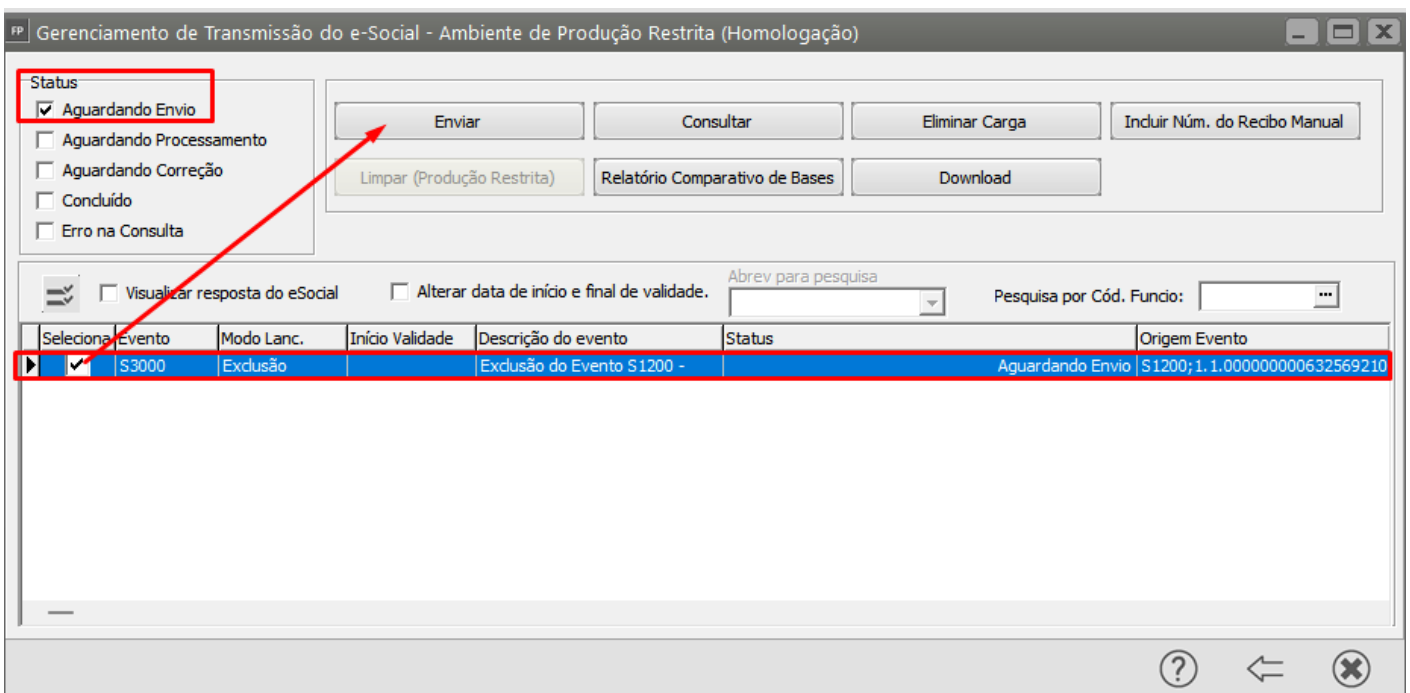 FP Gerenciamento de Transmissão do e-Social - Ambiente de Produção Restrita (Homologação)
Status
Aguardando Envio
Aguardando Processamento
Aguardando Correção
Concluído
Erro na Consulta
Enviar Consultar Eliminar Carga Incluir Núm. do Recibo Manual
Limpar (Produção Restrita) Relatório Comparativo de Bases Download
Visualizar resposta do eSocial Alterar data de início e final de validade. Abrev para pesquisa Pesquisa por Cód. Funcio: ...
Seleciona Evento Modo Lanc. Início Validade Descrição do evento Status Origem Evento
S3000 Exclusão Exclusão do Evento S1200 - Aguardando Envio S1200;1.1.000000000632569210
?